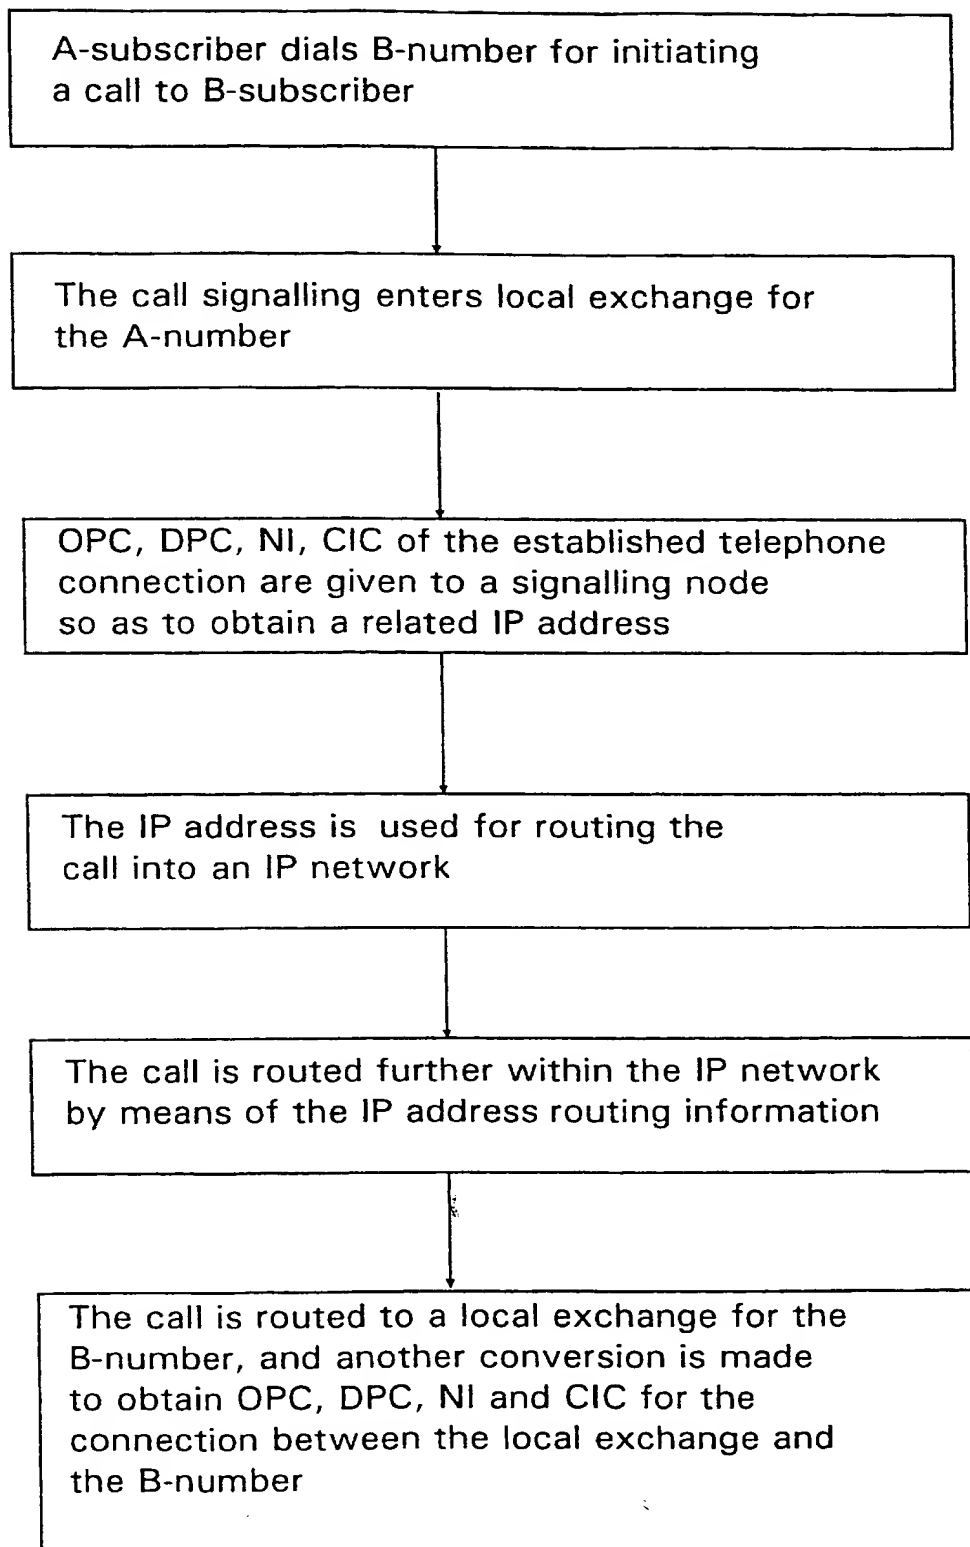 A-subscriber dials B-number for initiating
a call to B-subscriber
The call signalling enters local exchange for
the A-number
OPC, DPC, NI, CIC of the established telephone
connection are given to a signalling node
so as to obtain a related IP address
The IP address is used for routing the
call into an IP network
The call is routed further within the IP network
by means of the IP address routing information
The call is routed to a local exchange for the
B-number, and another conversion is made
to obtain OPC, DPC, NI and CIC for the
connection between the local exchange and
the B-number